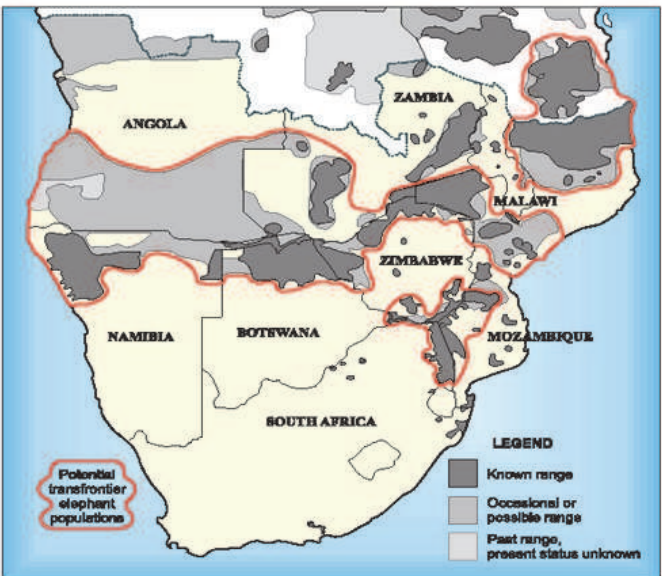 ZAMBIA
ANGOLA
MALAWI
ZIMBABWE
NAMIBIA
BOTSWANA
MOZAMBIQUE
SOUTH AFRICA
LEGEND
Potential
transfrontier
elephant
populations
Known range
Occasional or
possible range
Past range,
present status unknown